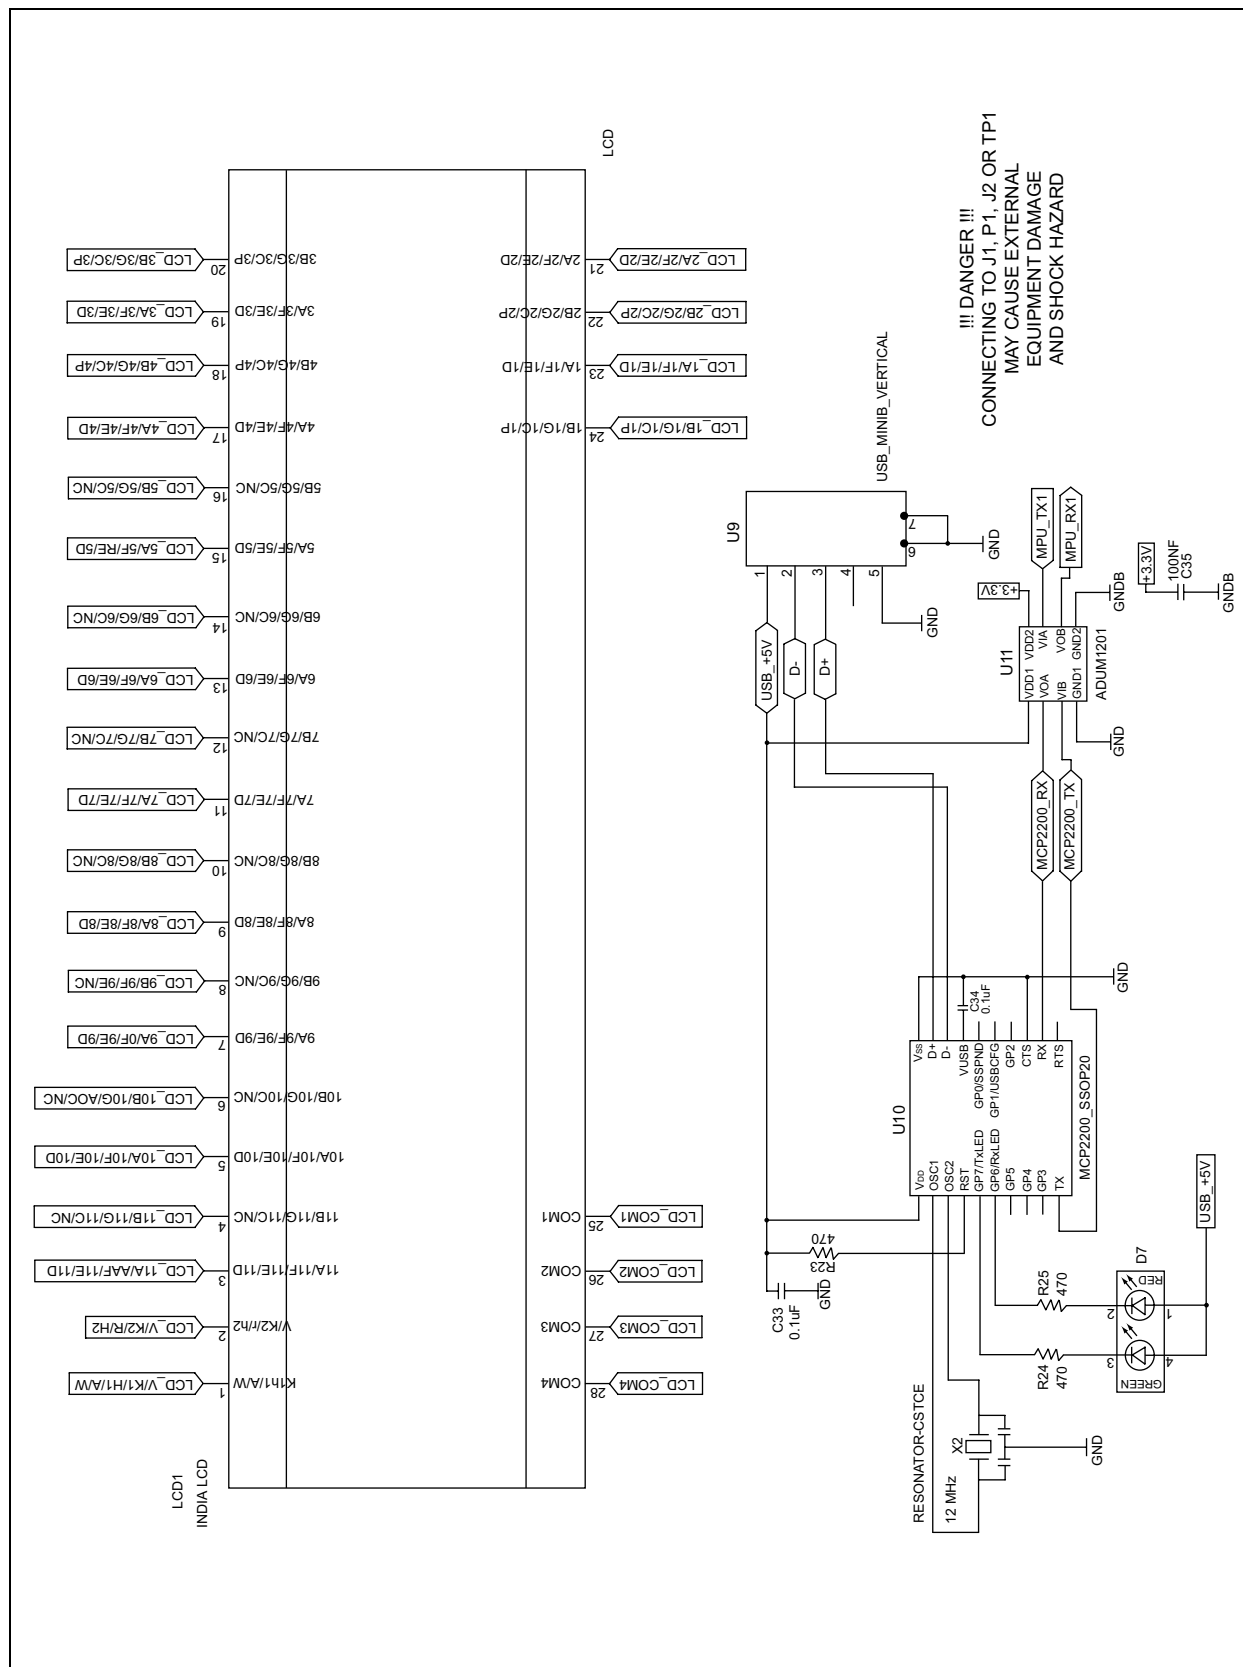 LCD1
INDIA LCD
LCD
LCD_V/K1/H1/A/W
1
K1h1/A/W
LCD_V/K2/R/H2
2
V/K2/r/h2
LCD_11A/AAF/11E/11D
3
11A/11F/11E/11D
LCD_11B/11G/11C/NC
4
11B/11G/11C/NC
LCD_10A/10F/10E/10D
5
10A/10F/10E/10D
LCD_10B/10G/AOC/NC
6
10B/10G/10C/NC
LCD_9A/0F/9E/9D
7
9A/9F/9E/9D
LCD_9B/9F/9E/NC
8
9B/9G/9C/NC
LCD_8A/8F/8E/8D
9
8A/8F/8E/8D
LCD_8B/8G/8C/NC
10
8B/8G/8C/NC
LCD_7A/7F/7E/7D
11
7A/7F/7E/7D
LCD_7B/7G/7C/NC
12
7B/7G/7C/NC
LCD_6A/6F/6E/6D
13
6A/6F/6E/6D
LCD_6B/6G/6C/NC
14
6B/6G/6C/NC
LCD_5A/5F/RE/5D
15
5A/5F/5E/5D
LCD_5B/5G/5C/NC
16
5B/5G/5C/NC
LCD_4A/4F/4E/4D
17
4A/4F/4E/4D
LCD_4B/4G/4C/4P
18
4B/4G/4C/4P
LCD_3A/3F/3E/3D
19
3A/3F/3E/3D
LCD_3B/3G/3C/3P
20
3B/3G/3C/3P
COM4
28
LCD_COM4
COM3
27
LCD_COM3
COM2
26
LCD_COM2
COM1
25
LCD_COM1
1B/1G/1C/1P
24
LCD_1B/1G/1C/1P
1A/1F/1E/1D
23
LCD_1A/1F/1E/1D
2B/2G/2C/2P
22
LCD_2B/2G/2C/2P
2A/2F/2E/2D
21
LCD_2A/2F/2E/2D
C33
0.1uF
GND
R23
470
USB_+5V
D-
D+
U9
1
2
3
4
5
6
7
USB_MINIB_VERTICAL
GND
GND
RESONATOR-CSTCE
12 MHz
X2
GND
U10
VDD
OSC1
OSC2
RST
GP7/TxLED
GP6/RxLED
GP5
GP4
GP3
TX
VSS
D+
D-
VUSB
GP0/SSPND
GP1/USBCFG
GP2
CTS
RX
RTS
MCP2200_SSOP20
C34
0.1uF
GND
R24
470
R25
470
D7
GREEN
RED
3
2
4
1
USB_+5V
MCP2200_RX
MCP2200_TX
U11
VDD1
VOA
VIB
GND1
VDD2
VIA
VOB
GND2
ADUM1201
GND
+3.3V
MPU_TX1
MPU_RX1
GNDB
+3.3V
100NF
C35
GNDB
!!! DANGER !!!
CONNECTING TO J1, P1, J2 OR TP1
MAY CAUSE EXTERNAL
EQUIPMENT DAMAGE
AND SHOCK HAZARD